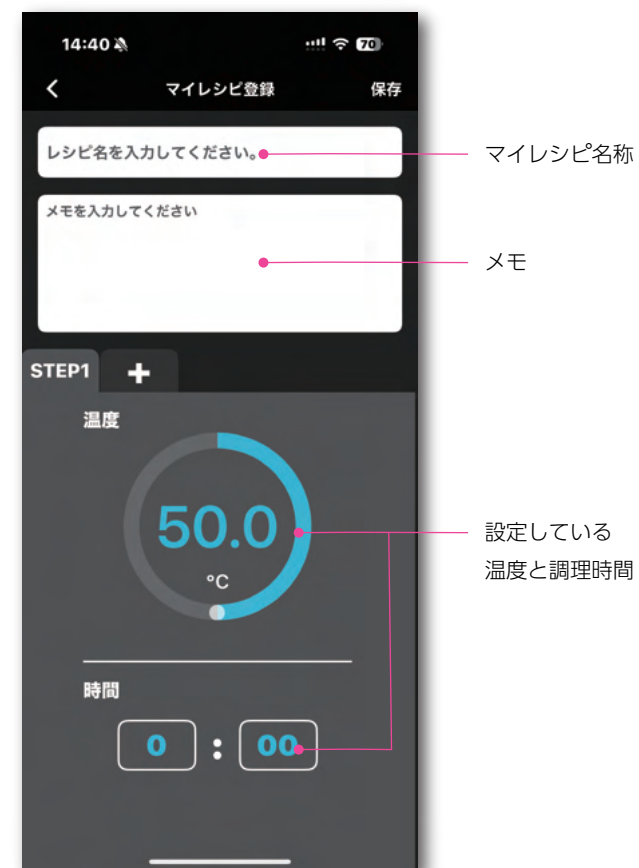 14:40
70
マイレシピ登録
保存
レシピ名を入力してください。
マイレシピ名称
メモを入力してください
メモ
STEP1
+
温度
50.0
°C
設定している
温度と調理時間
時間
0 : 00